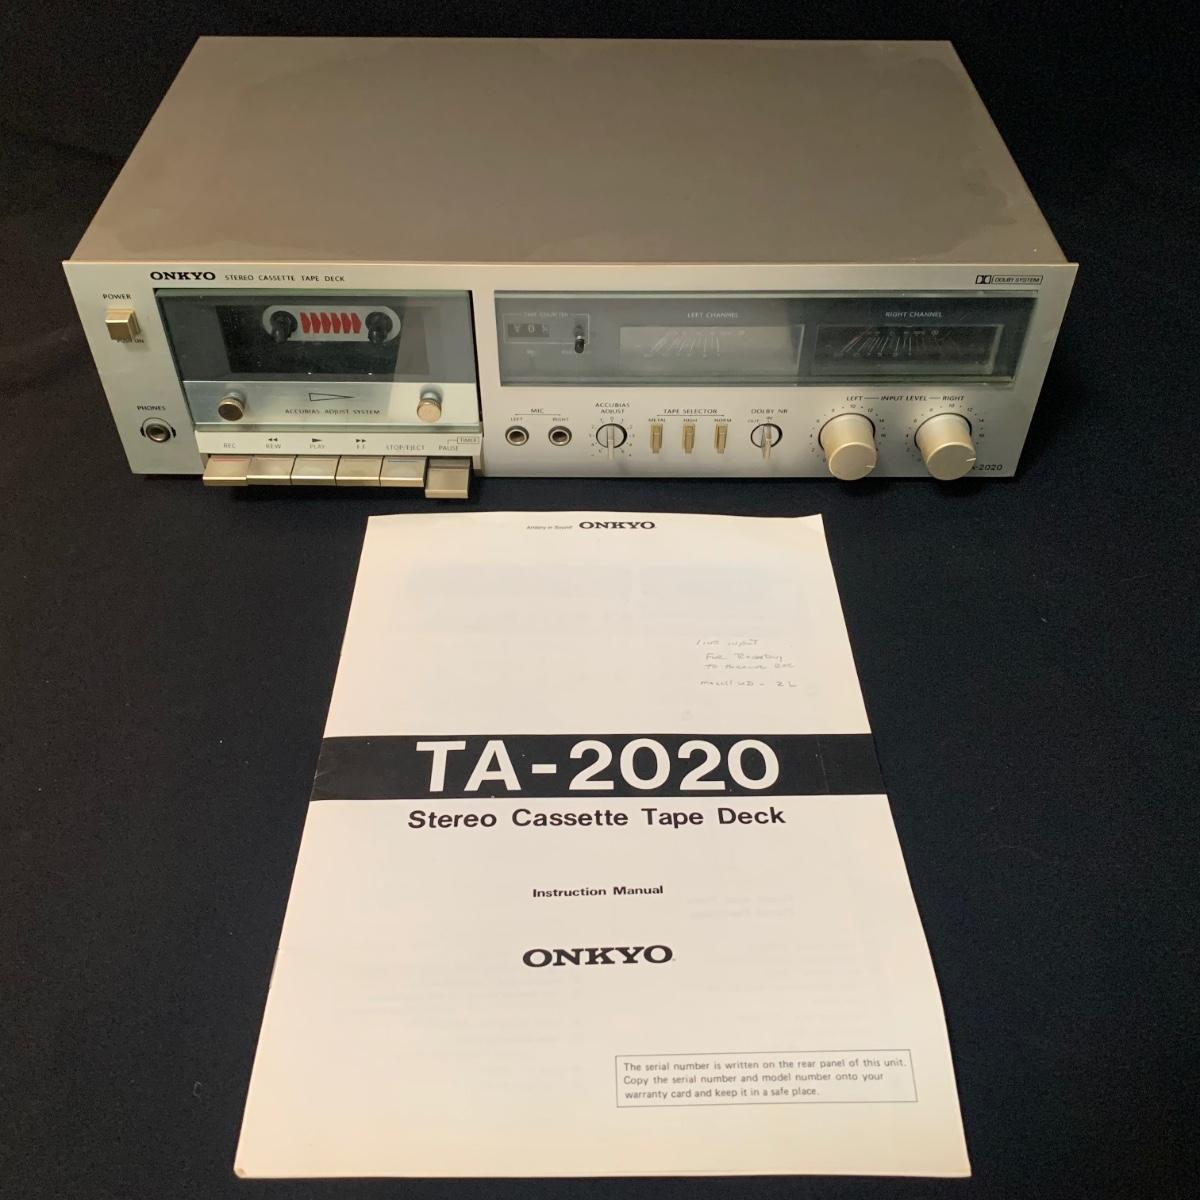 ONKYO STEREO CASSETTE TAPE DECK
DOLBY SYSTEM
POWER
PUSH ON
TAPE COUNTER
LEFT CHANNEL
RIGHT CHANNEL
ACCUBIAS ADJUST SYSTEM
PHONES
REC REW PLAY F.F STOP/EJECT PAUSE
TIMER
MIC
LEFT RIGHT
ACCUBIAS
ADJUST
TAPE SELECTOR
METAL HIGH NORM
DOLBY NR
OUT IN
LEFT INPUT LEVEL RIGHT
-2020
Artistry in Sound ONKYO
INPUT
TA-2020
Stereo Cassette Tape Deck
Instruction Manual
ONKYO
The serial number is written on the rear panel of this unit.
Copy the serial number and model number onto your
warranty card and keep it in a safe place.